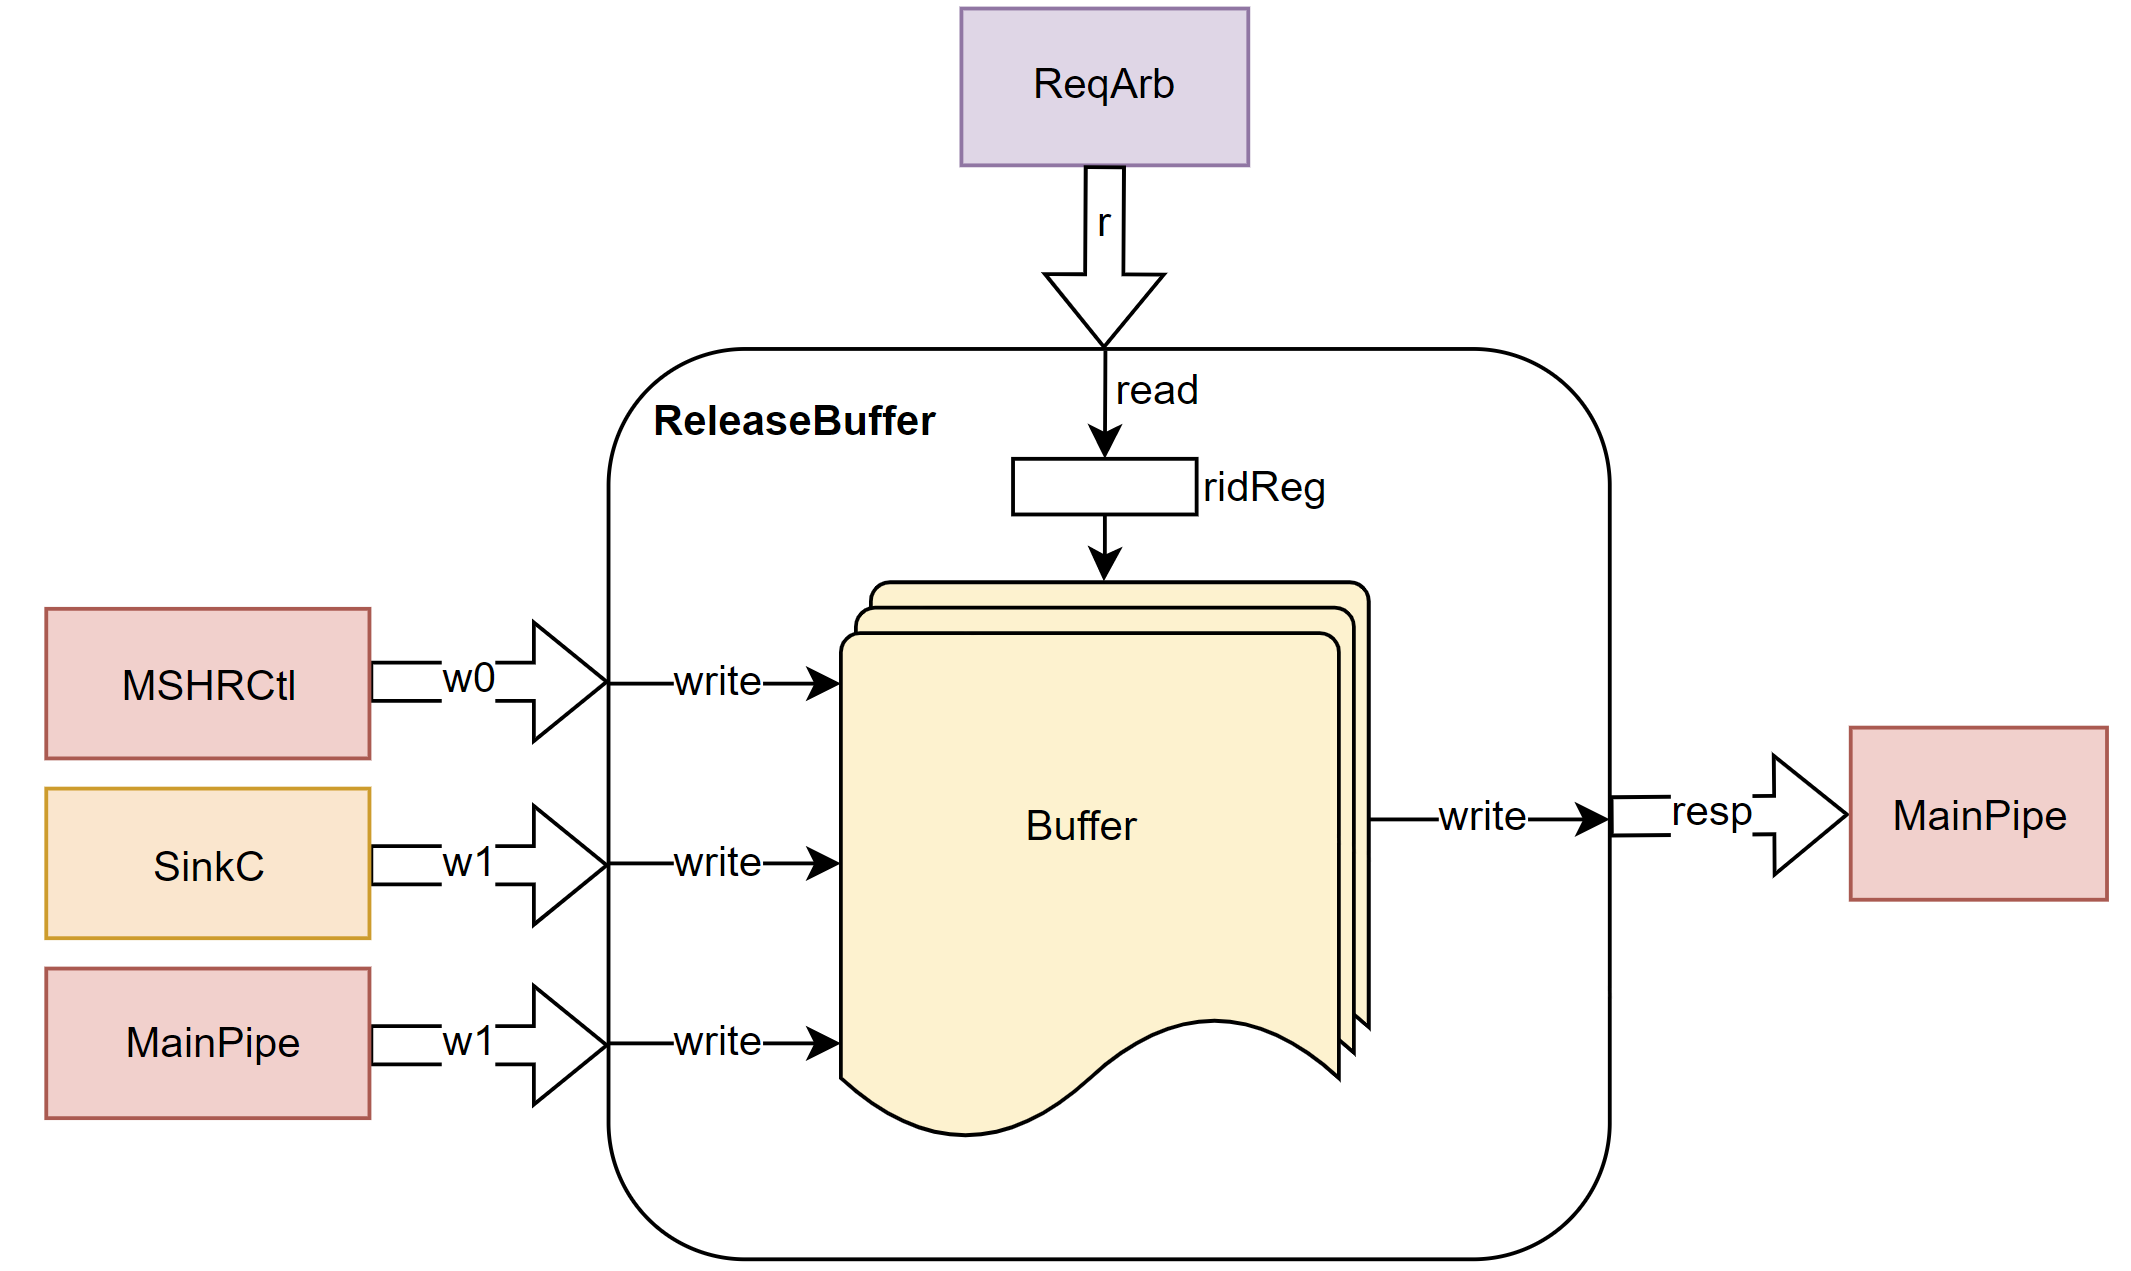 ReqArb
r
read
ReleaseBuffer
ridReg
MSHRCtl
w0
write
SinkC
w1
write
Buffer
write
resp
MainPipe
MainPipe
w1
write